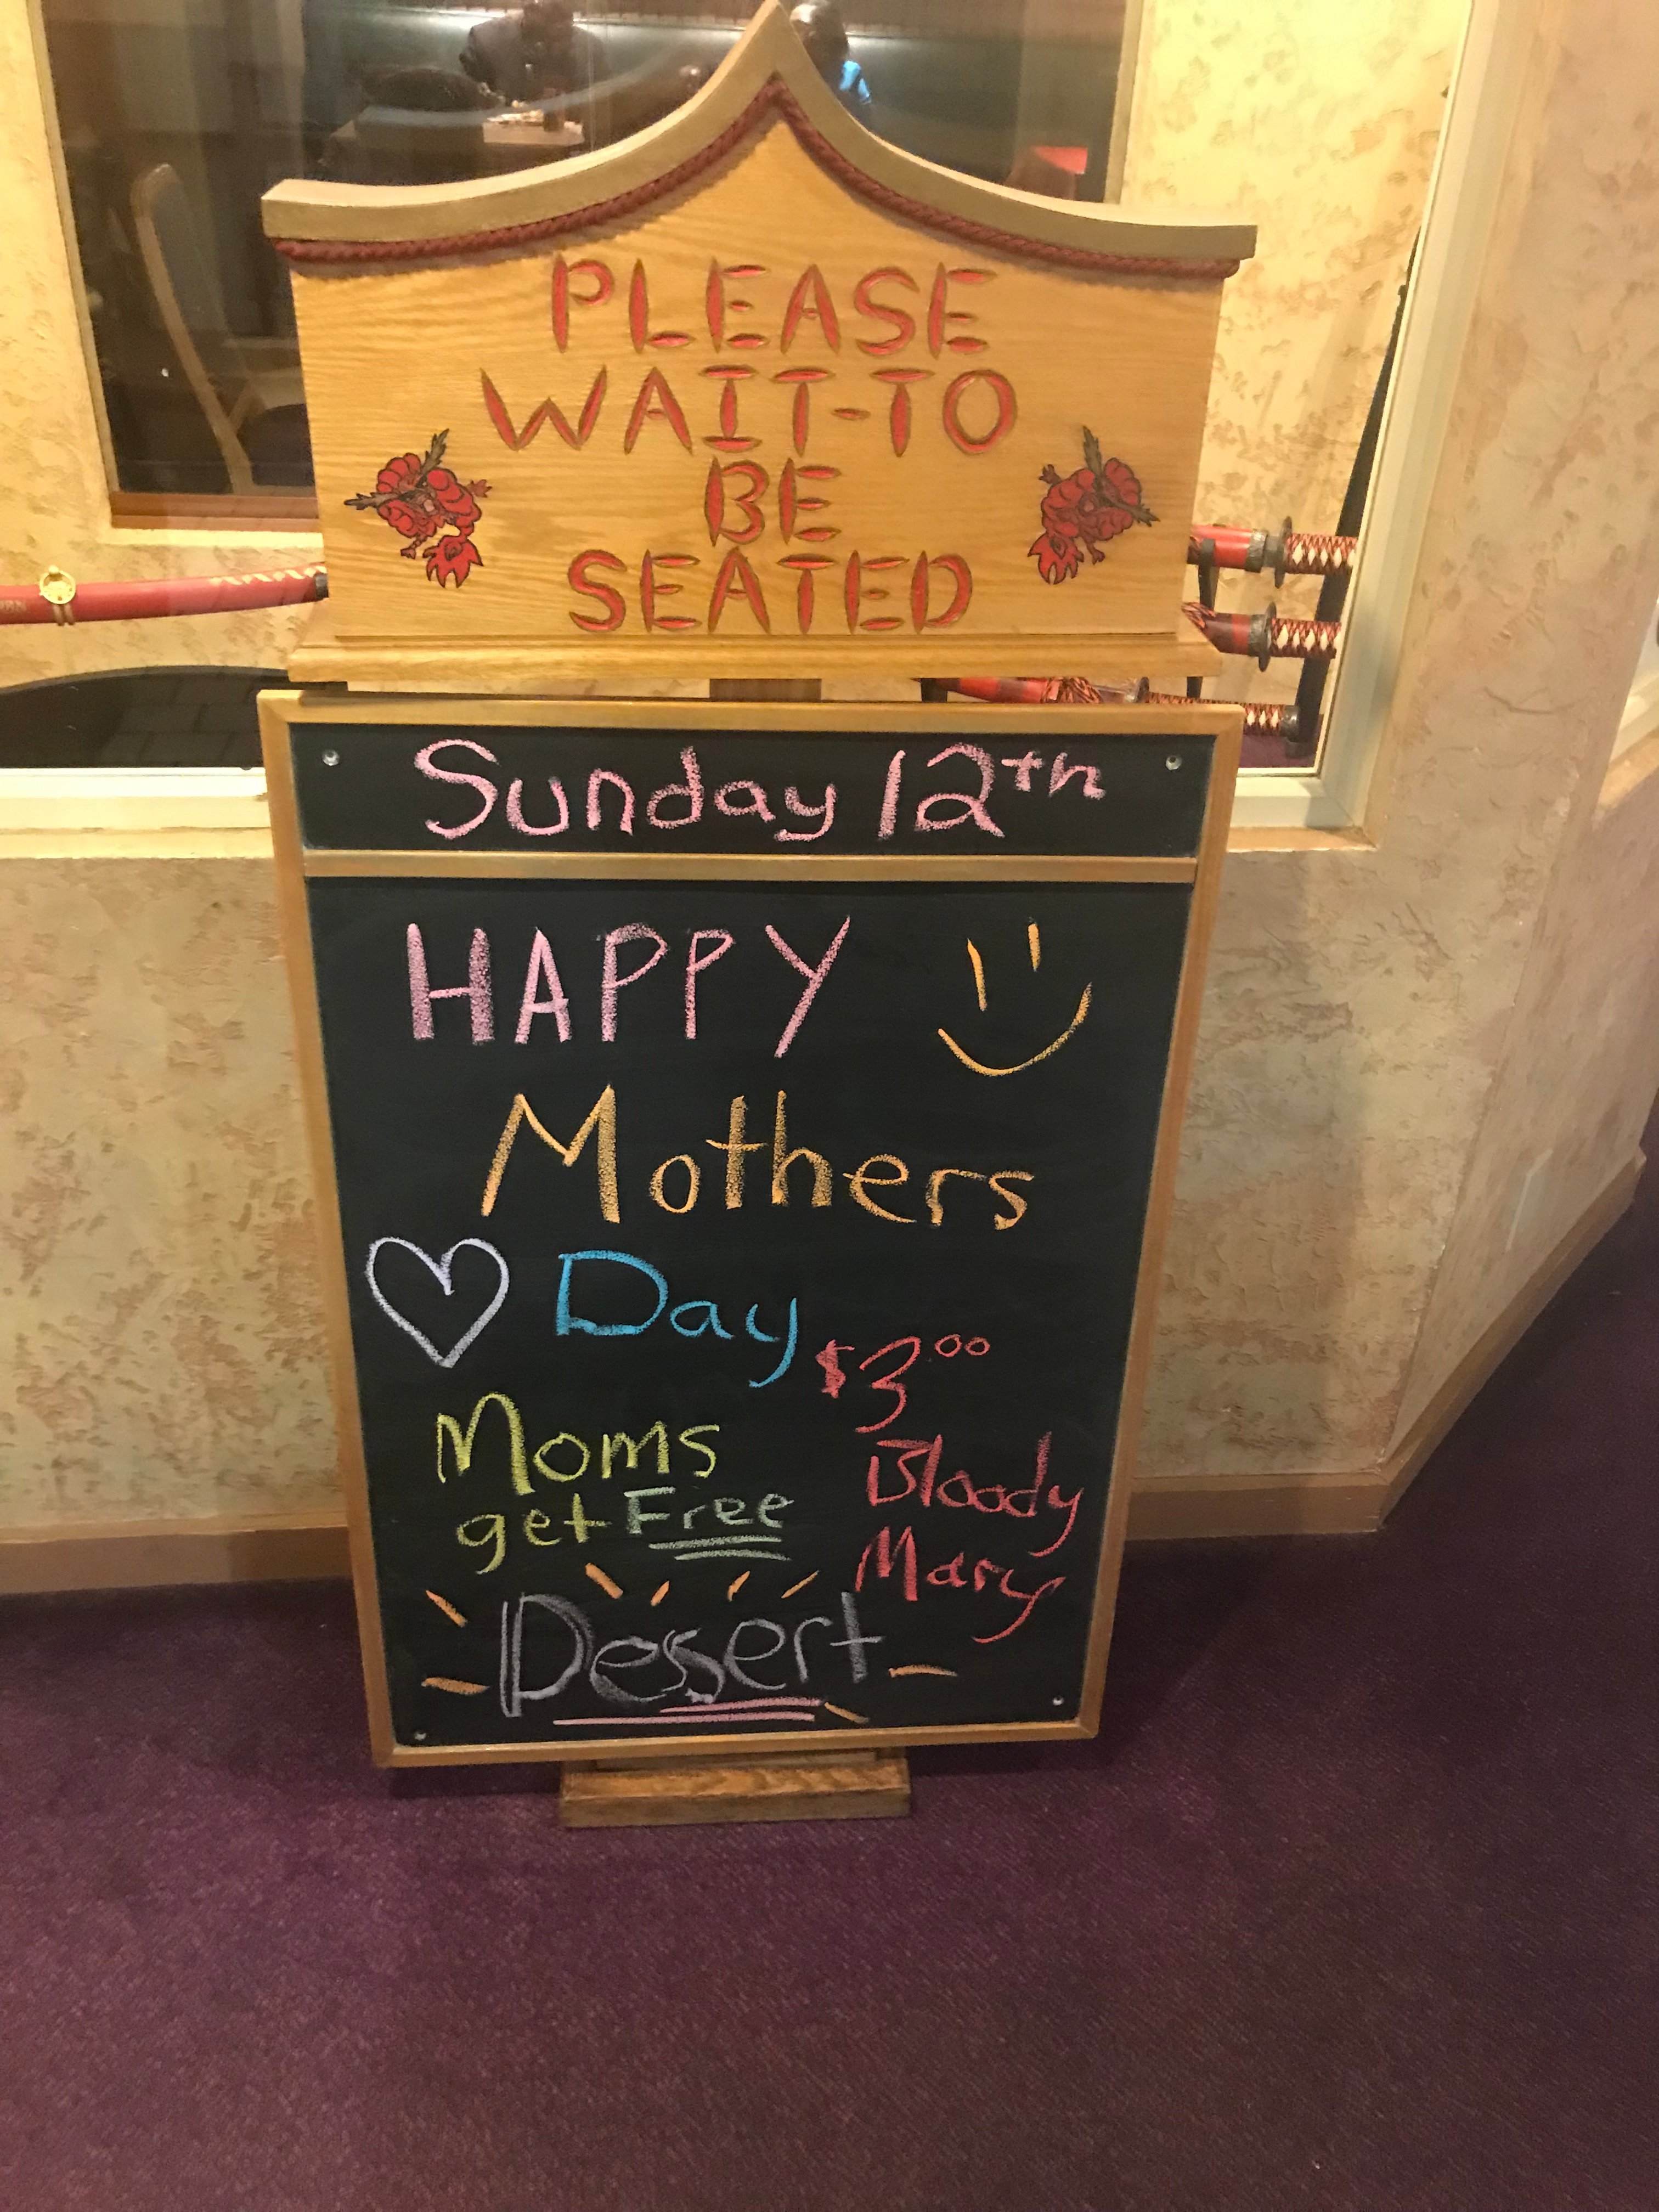 PLEASE
WAIT-TO
BE
SEATED
Sunday 12th
HAPPY
Mothers
Day
$3.00
Bloody
Mary
Moms
get Free
Desert